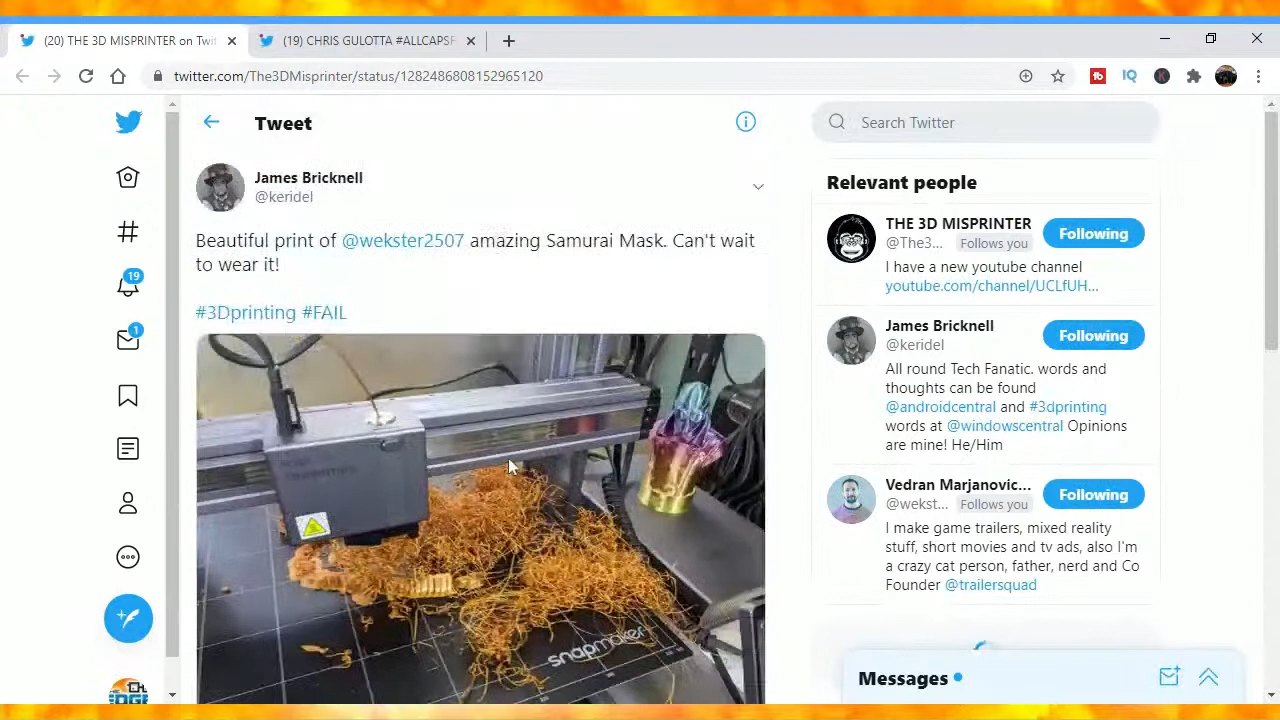 (20) THE 3D MISPRINTER on Twit
(19) CHRIS GULOTTA #ALLCAPSF
twitter.com/The3DMisprinter/status/1282486608152965120
Tweet
Search Twitter
James Bricknell
@keridel
Beautiful print of @wekster2507 amazing Samurai Mask. Can't wait
to wear it!
#3Dprinting #FAIL
snapmaker
19
1
Relevant people
THE 3D MISPRINTER
@The3... Follows you
Following
I have a new youtube channel
youtube.com/channel/UCLfUH...
James Bricknell
@keridel
Following
All round Tech Fanatic. words and
thoughts can be found
@androidcentral and #3dprinting
words at @windowscentral Opinions
are mine! He/Him
Vedran Marjanovic...
@wekst... Follows you
Following
I make game trailers, mixed reality
stuff, short movies and tv ads, also I'm
a crazy cat person, father, nerd and Co
Founder @trailersquad
Messages